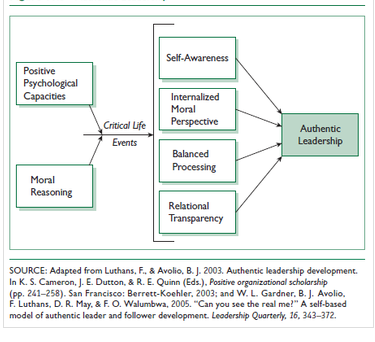 Positive
Psychological
Capacities
Moral
Reasoning
Critical Life
Events
Self-Awareness
Internalized
Moral
Perspective
Balanced
Processing
Relational
Transparency
Authentic
Leadership
SOURCE: Adapted from Luthans, F., & Avolio, B. J. 2003. Authentic leadership development.
In K. S. Cameron, J. E. Dutton, & R. E. Quinn (Eds.), Positive organizational scholarship
(pp. 241–258). San Francisco: Berrett-Koehler, 2003; and W. L. Gardner, B. J. Avolio,
F. Luthans, D. R. May, & F. O. Walumbwa, 2005. “Can you see the real me?” A self-based
model of authentic leader and follower development. Leadership Quarterly, 16, 343–372.